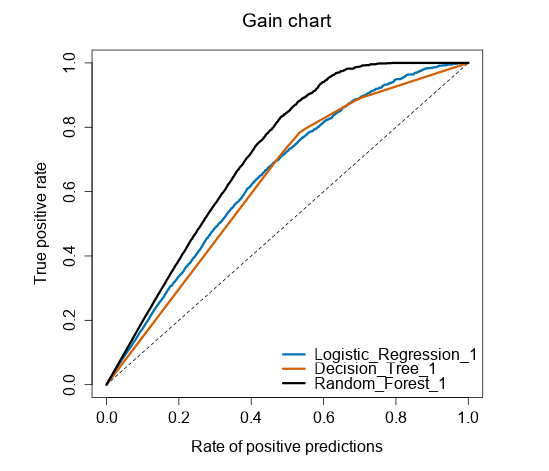 Gain chart
True positive rate
1.0
0.8
0.6
0.4
0.2
0.0
Logistic_Regression_1
Decision_Tree_1
Random_Forest_1
0.0 0.2 0.4 0.6 0.8 1.0
Rate of positive predictions